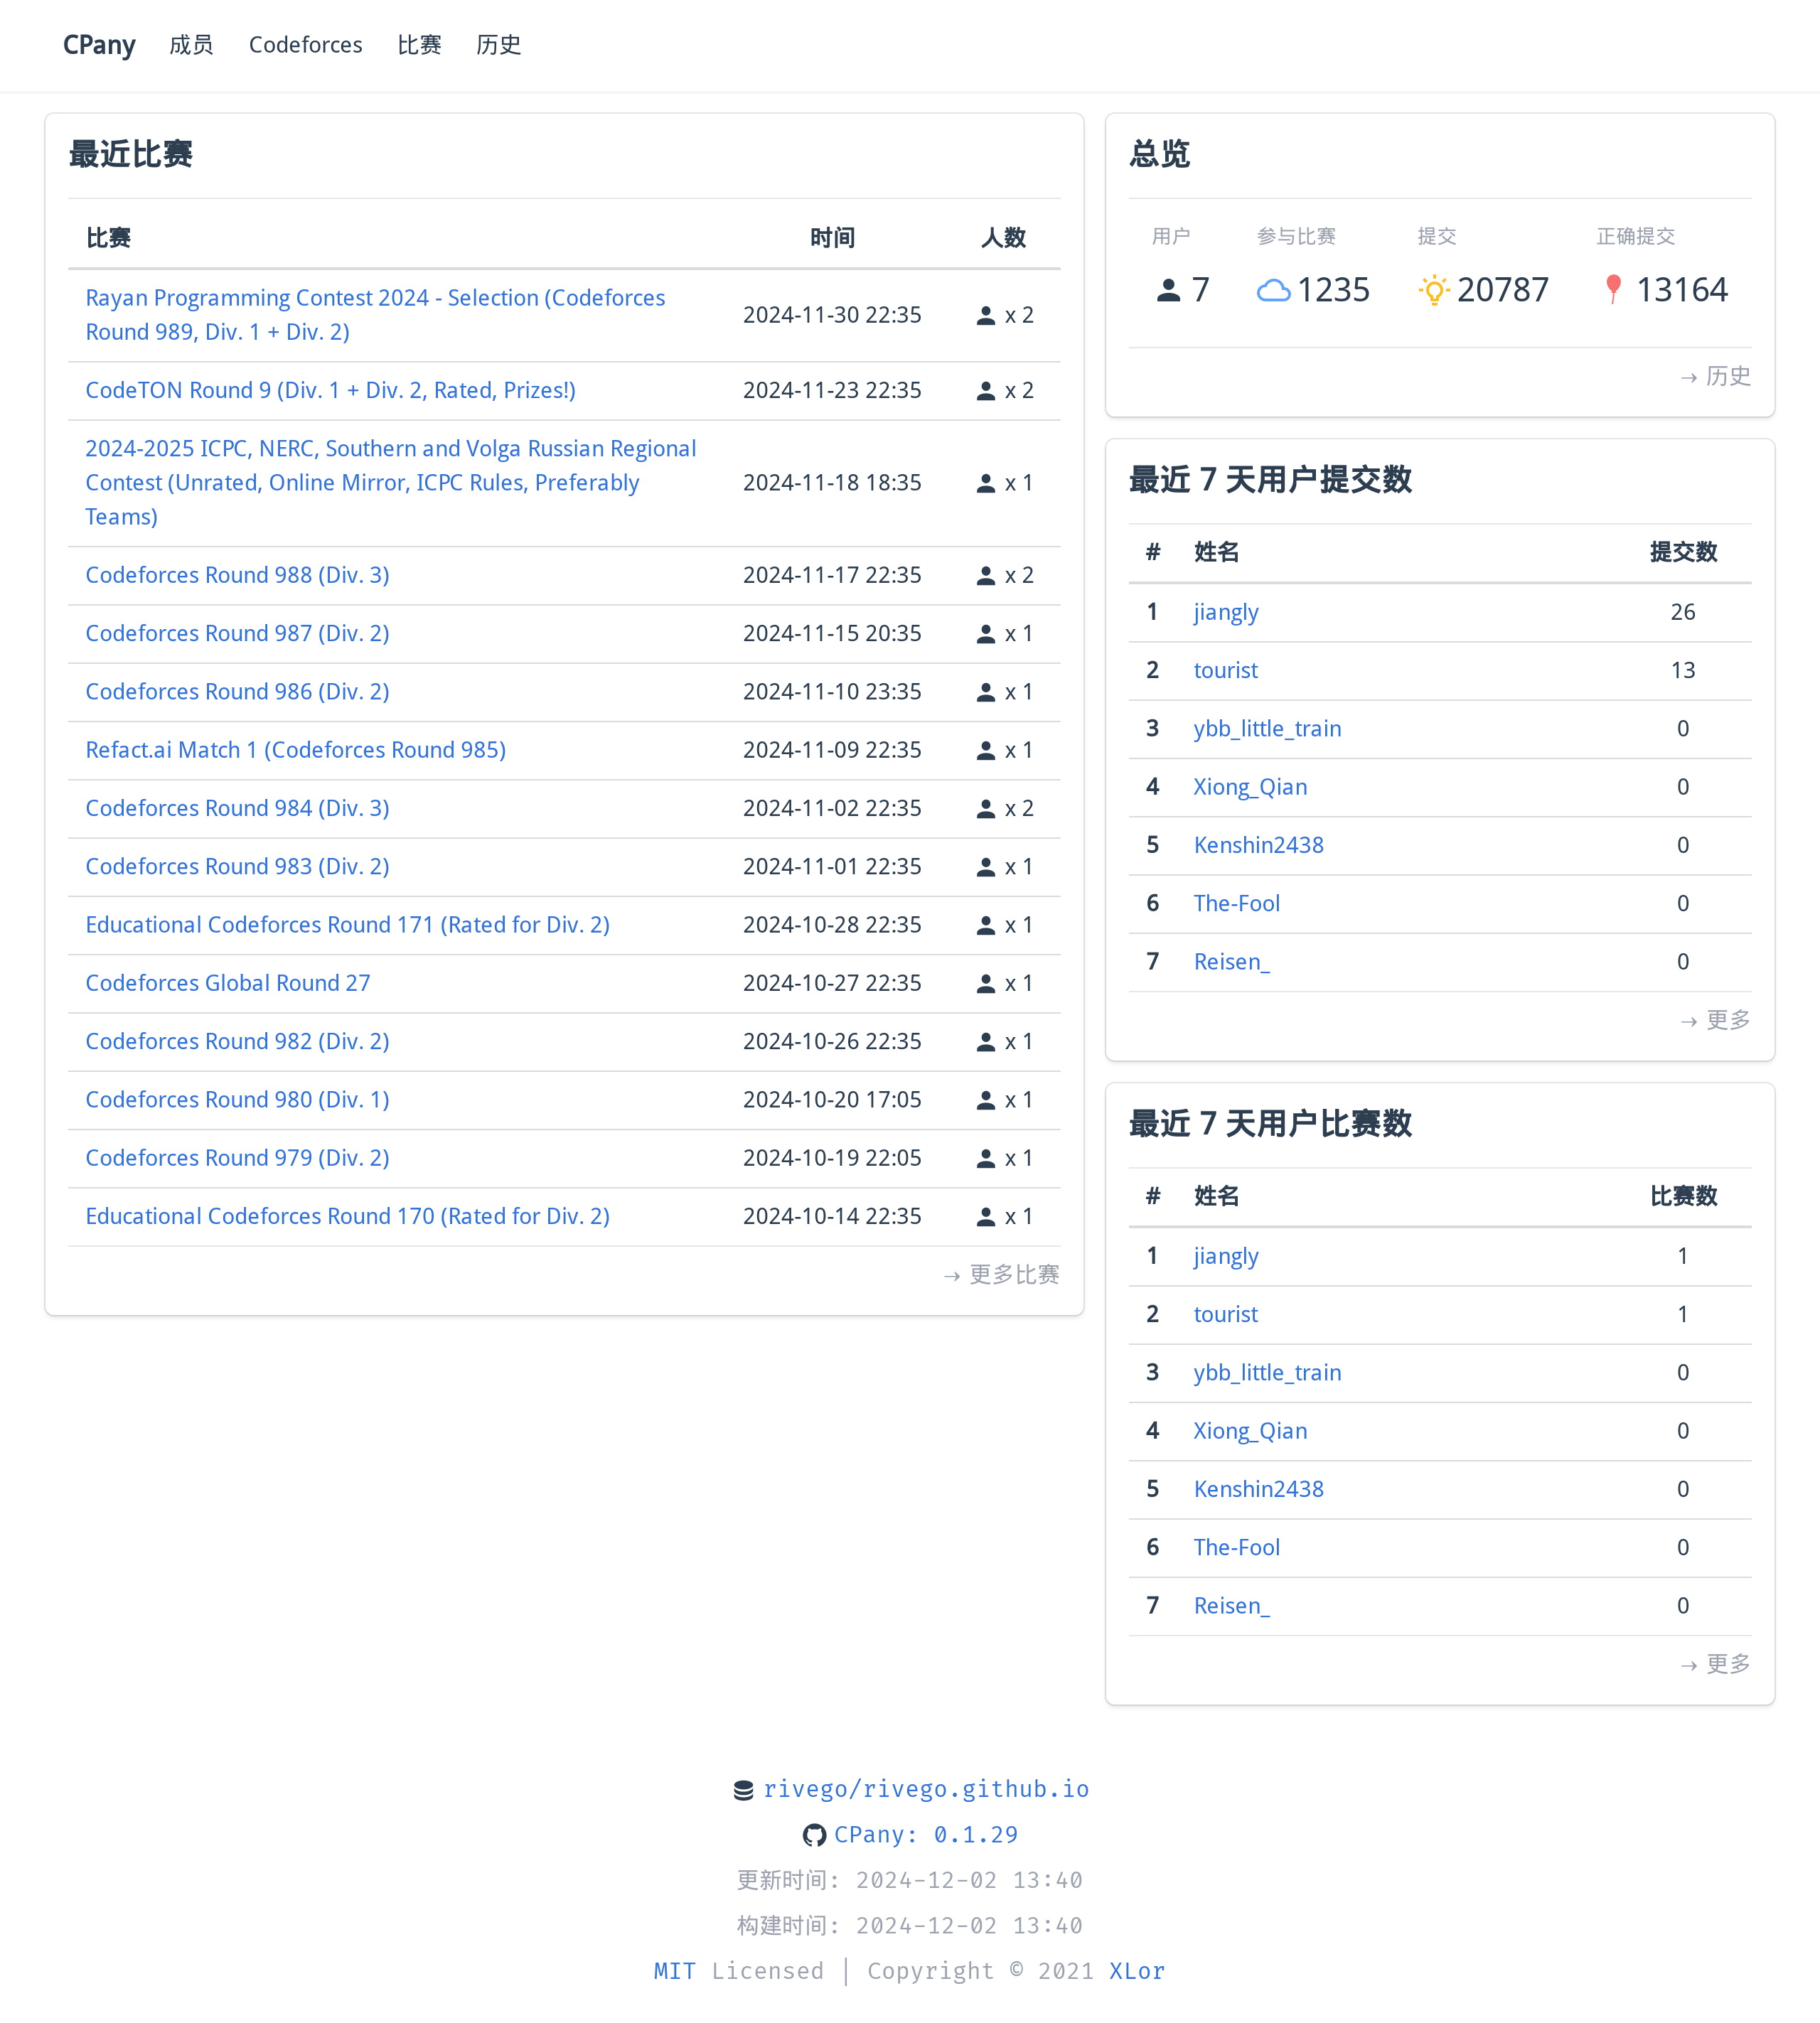 CPany 成员 Codeforces 比赛 历史
最近比赛
比赛 时间 人数
Rayan Programming Contest 2024 - Selection (Codeforces
Round 989, Div. 1 + Div. 2) 2024-11-30 22:35 x 2
CodeTON Round 9 (Div. 1 + Div. 2, Rated, Prizes!) 2024-11-23 22:35 x 2
2024-2025 ICPC, NERC, Southern and Volga Russian Regional
Contest (Unrated, Online Mirror, ICPC Rules, Preferably 2024-11-18 18:35 x 1
Teams)
Codeforces Round 988 (Div. 3) 2024-11-17 22:35 x 2
Codeforces Round 987 (Div. 2) 2024-11-15 20:35 x 1
Codeforces Round 986 (Div. 2) 2024-11-10 23:35 x 1
Refact.ai Match 1 (Codeforces Round 985) 2024-11-09 22:35 x 1
Codeforces Round 984 (Div. 3) 2024-11-02 22:35 x 2
Codeforces Round 983 (Div. 2) 2024-11-01 22:35 x 1
Educational Codeforces Round 171 (Rated for Div. 2) 2024-10-28 22:35 x 1
Codeforces Global Round 27 2024-10-27 22:35 x 1
Codeforces Round 982 (Div. 2) 2024-10-26 22:35 x 1
Codeforces Round 980 (Div. 1) 2024-10-20 17:05 x 1
Codeforces Round 979 (Div. 2) 2024-10-19 22:05 x 1
Educational Codeforces Round 170 (Rated for Div. 2) 2024-10-14 22:35 x 1
→ 更多比赛
总览
用户 参与比赛 提交 正确提交
7 1235 20787 13164
→ 历史
最近 7 天用户提交数
# 姓名 提交数
1 jiangly 26
2 tourist 13
3 ybb_little_train 0
4 Xiong_Qian 0
5 Kenshin2438 0
6 The-Fool 0
7 Reisen_ 0
→ 更多
最近 7 天用户比赛数
# 姓名 比赛数
1 jiangly 1
2 tourist 1
3 ybb_little_train 0
4 Xiong_Qian 0
5 Kenshin2438 0
6 The-Fool 0
7 Reisen_ 0
→ 更多
rivego/rivego.github.io
CPany: 0.1.29
更新时间: 2024-12-02 13:40
构建时间: 2024-12-02 13:40
MIT Licensed | Copyright © 2021 XLor